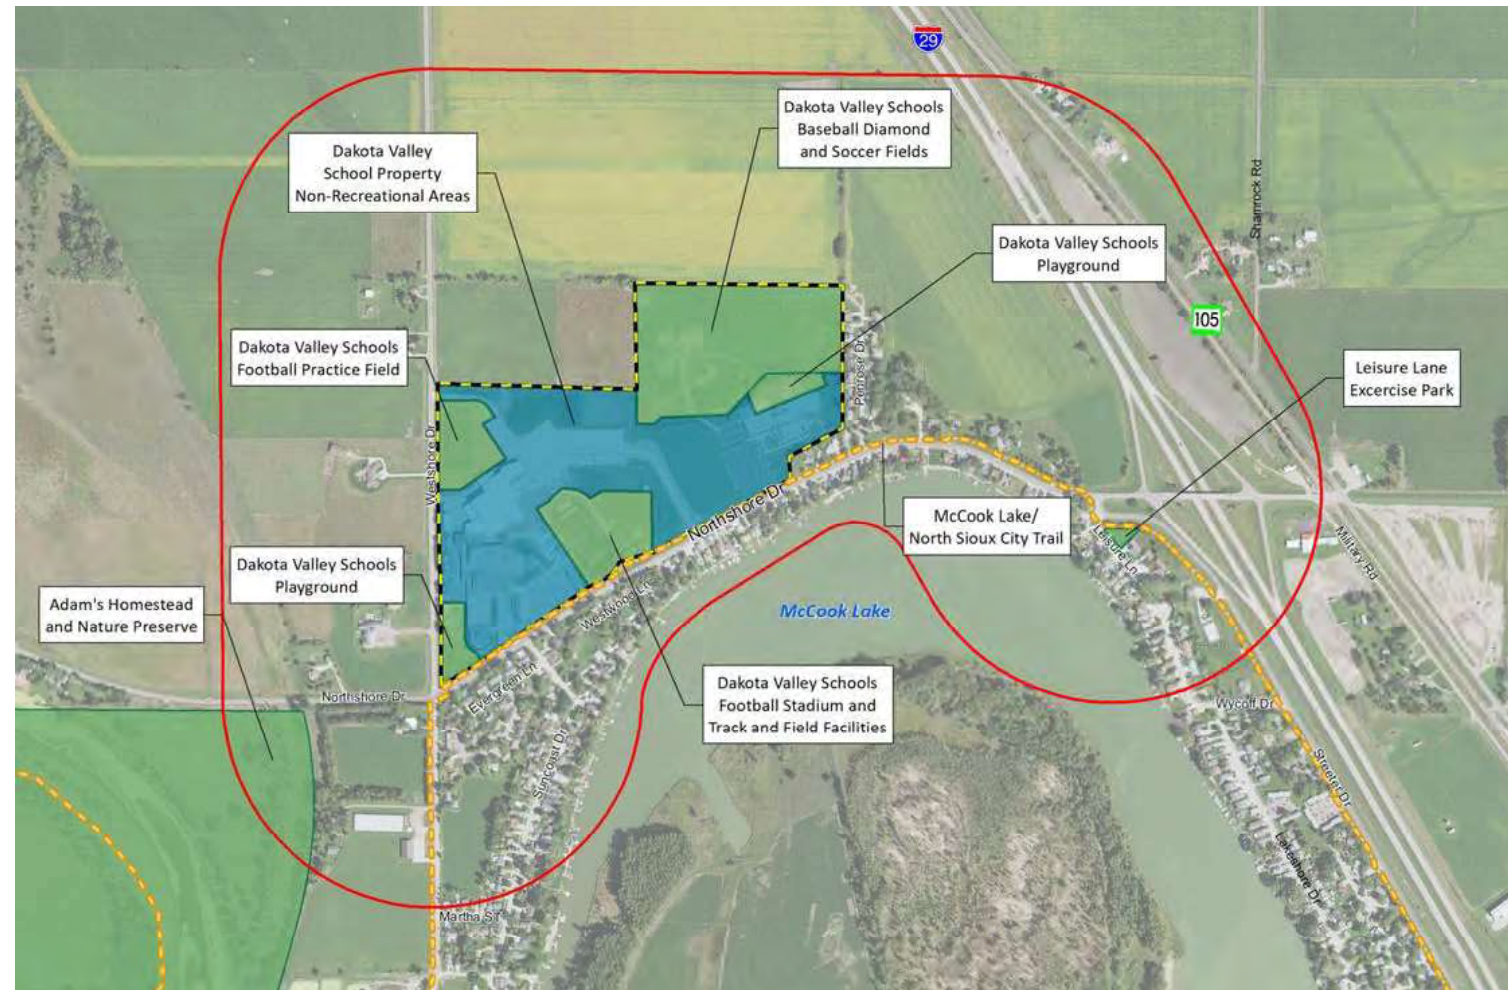 29
Dakota Valley Schools
Baseball Diamond
and Soccer Fields
Dakota Valley
School Property
Non-Recreational Areas
Shamrock Rd
Dakota Valley Schools
Playground
105
Dakota Valley Schools
Football Practice Field
Penrose Dr
Leisure Lane
Excercise Park
Westshore Dr
Northshore Dr
McCook Lake/
North Sioux City Trail
Leisure Ln
Military Rd
Dakota Valley Schools
Playground
Adam's Homestead
and Nature Preserve
Westwood Ln
McCook Lake
Northshore Dr
Evergreen Ln
Dakota Valley Schools
Football Stadium and
Track and Field Facilities
Wycoff Dr
Suncoast Dr
Streeter Dr
Lakeshore Dr
Martha ST